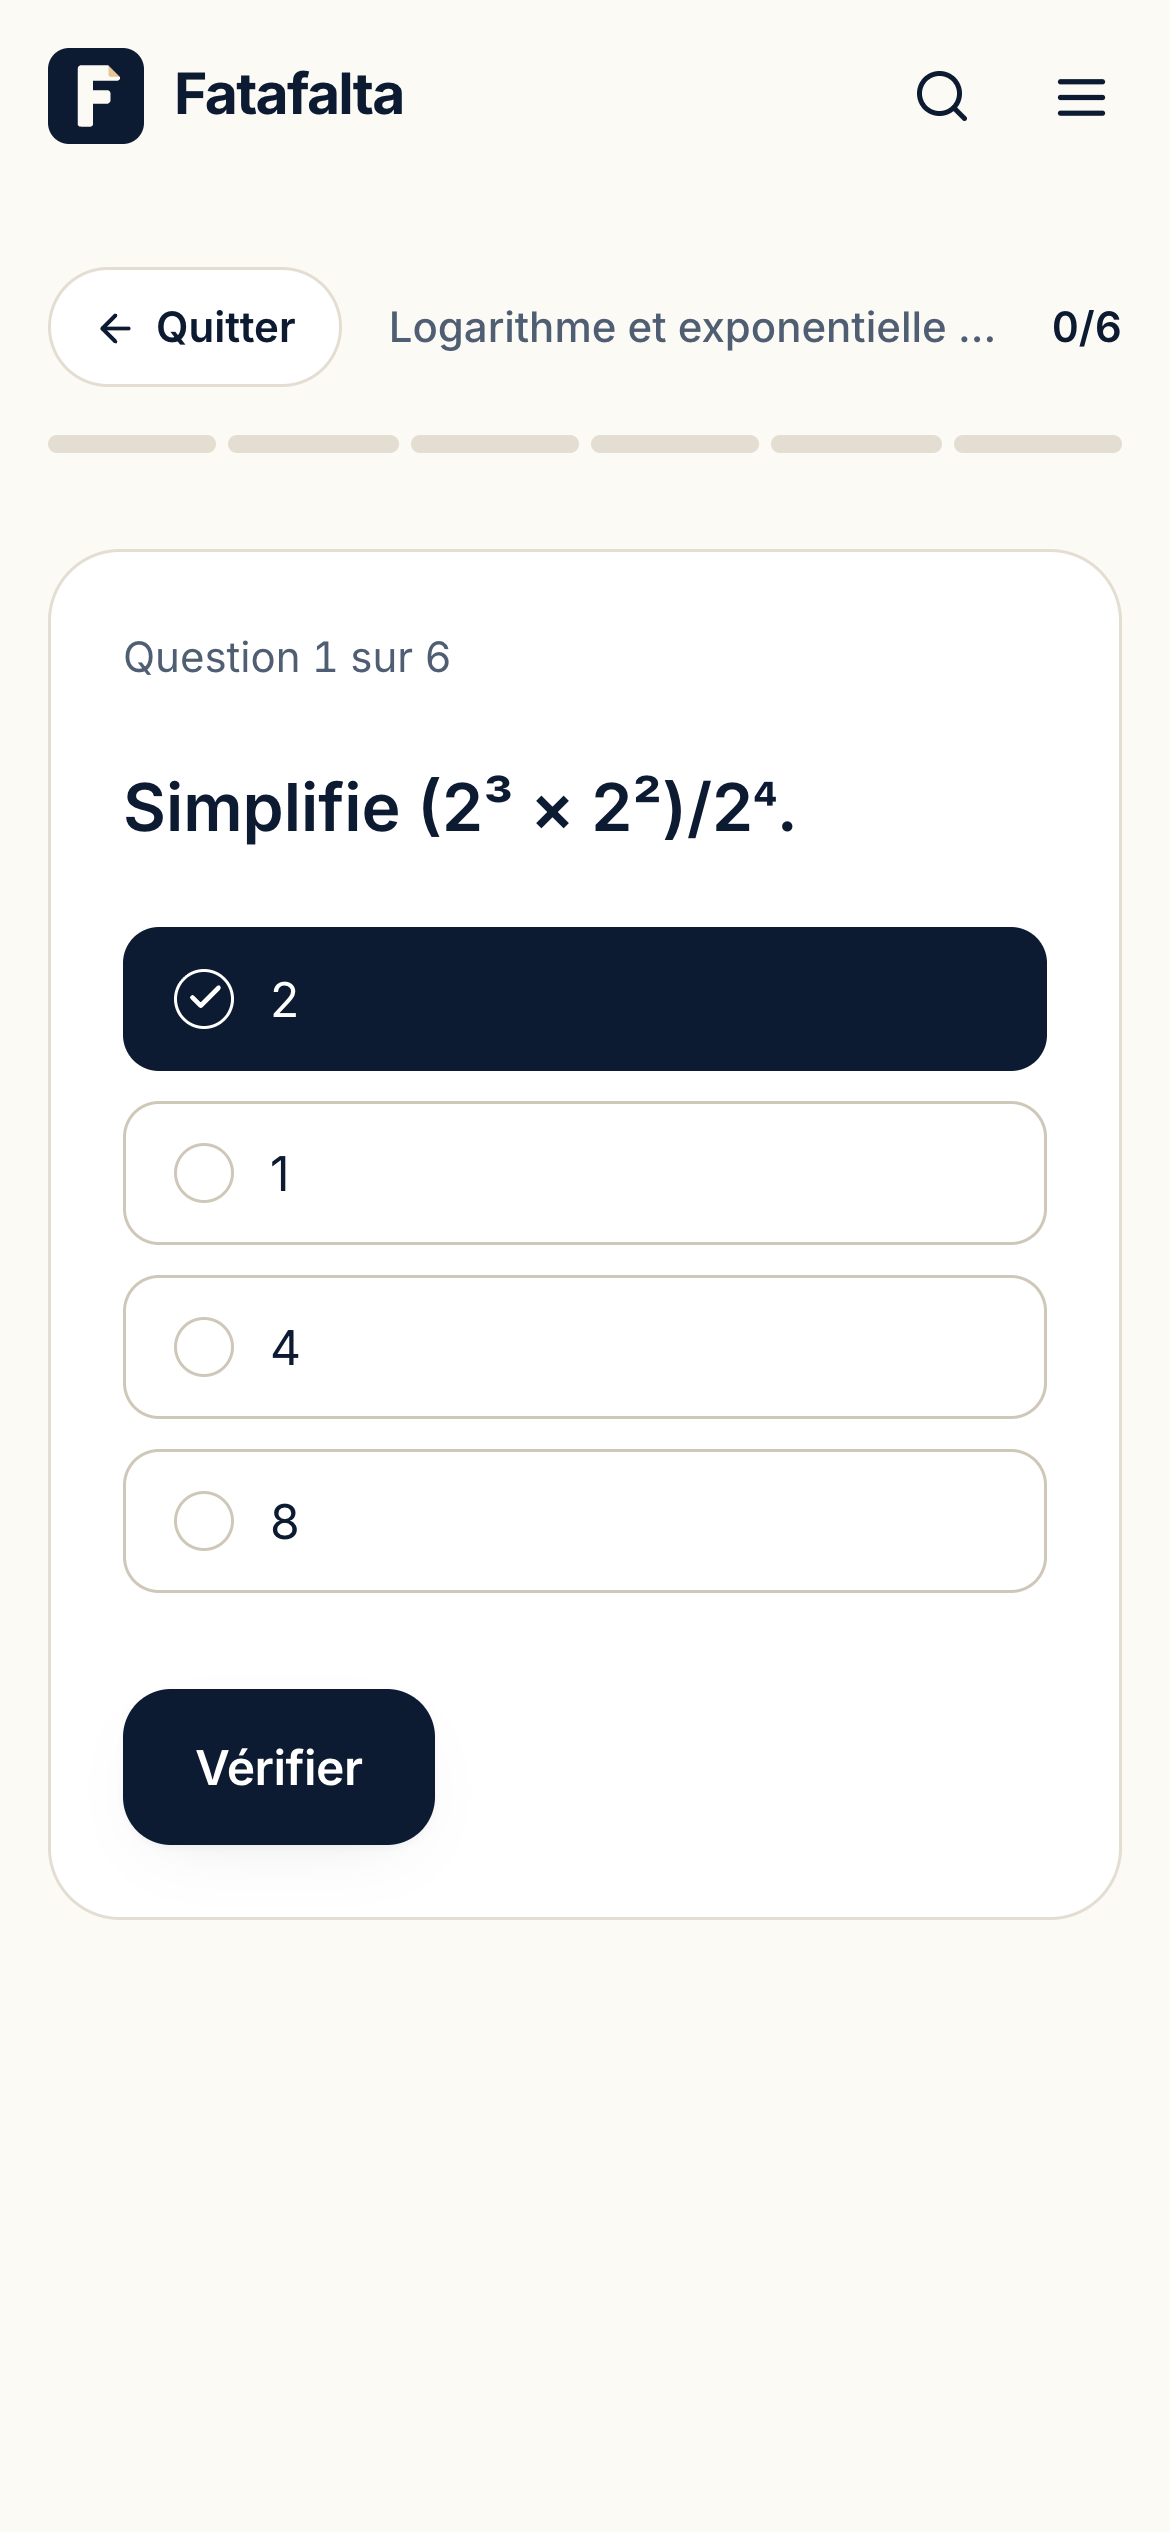 Fatafalta
Quitter
Logarithme et exponentielle ...
0/6
Question 1 sur 6
Simplifie (2³ × 2²)/2⁴.
2
1
4
8
Vérifier